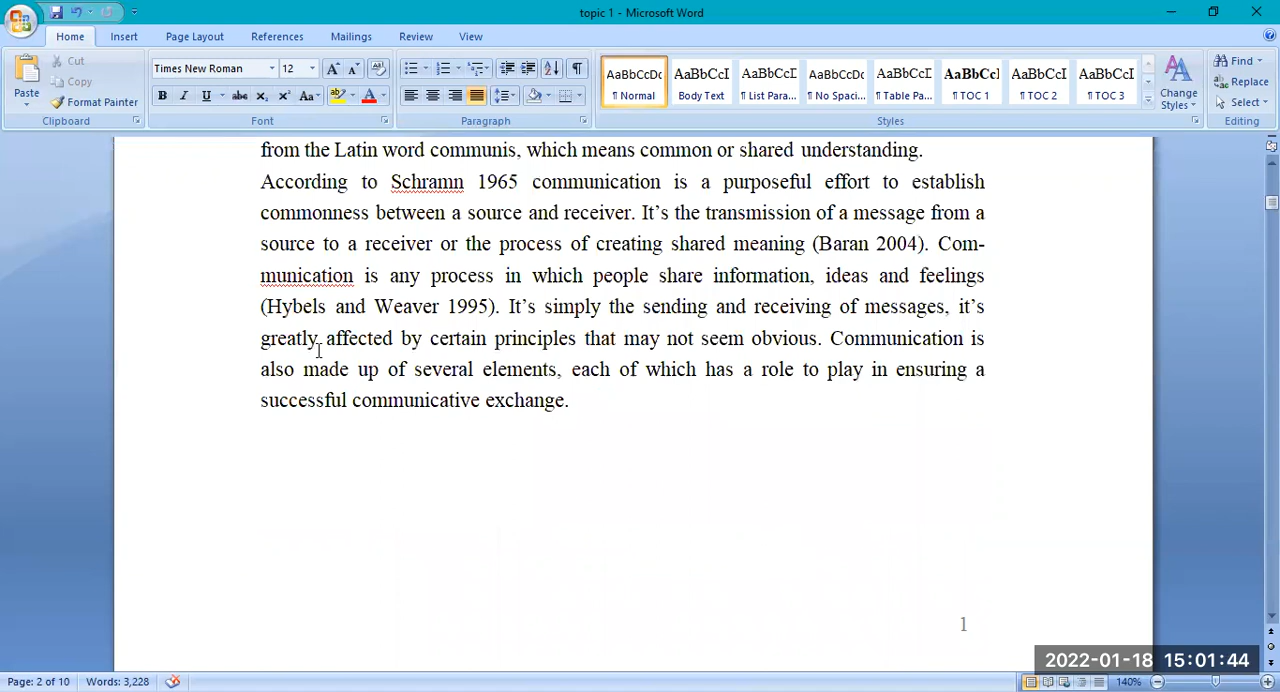 topic 1 - Microsoft Word
Home Insert Page Layout References Mailings Review View
Paste
Cut
Copy
Format Painter
Clipboard
Times New Roman 12
Font
Paragraph
AaBbCcDc AaBbCcI AaBbCcI AaBbCcDc AaBbCcI AaBbCcI AaBbCcI AaBbCcI
¶ Normal Body Text ¶ List Para... ¶ No Spaci... ¶ Table Pa... ¶ TOC 1 ¶ TOC 2 ¶ TOC 3
Styles
Change
Styles
Find
Replace
Select
Editing
from the Latin word communis, which means common or shared understanding.
According to Schramn 1965 communication is a purposeful effort to establish
commonness between a source and receiver. It’s the transmission of a message from a
source to a receiver or the process of creating shared meaning (Baran 2004). Com-
munication is any process in which people share information, ideas and feelings
(Hybels and Weaver 1995). It’s simply the sending and receiving of messages, it’s
greatly affected by certain principles that may not seem obvious. Communication is
also made up of several elements, each of which has a role to play in ensuring a
successful communicative exchange.
1
2022-01-18 15:01:44
Page: 2 of 10 Words: 3,228
140%